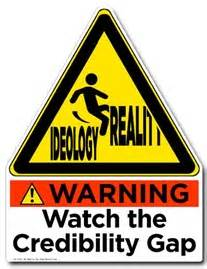 IDEOLOGY REALITY
WARNING
Watch the
Credibility Gap